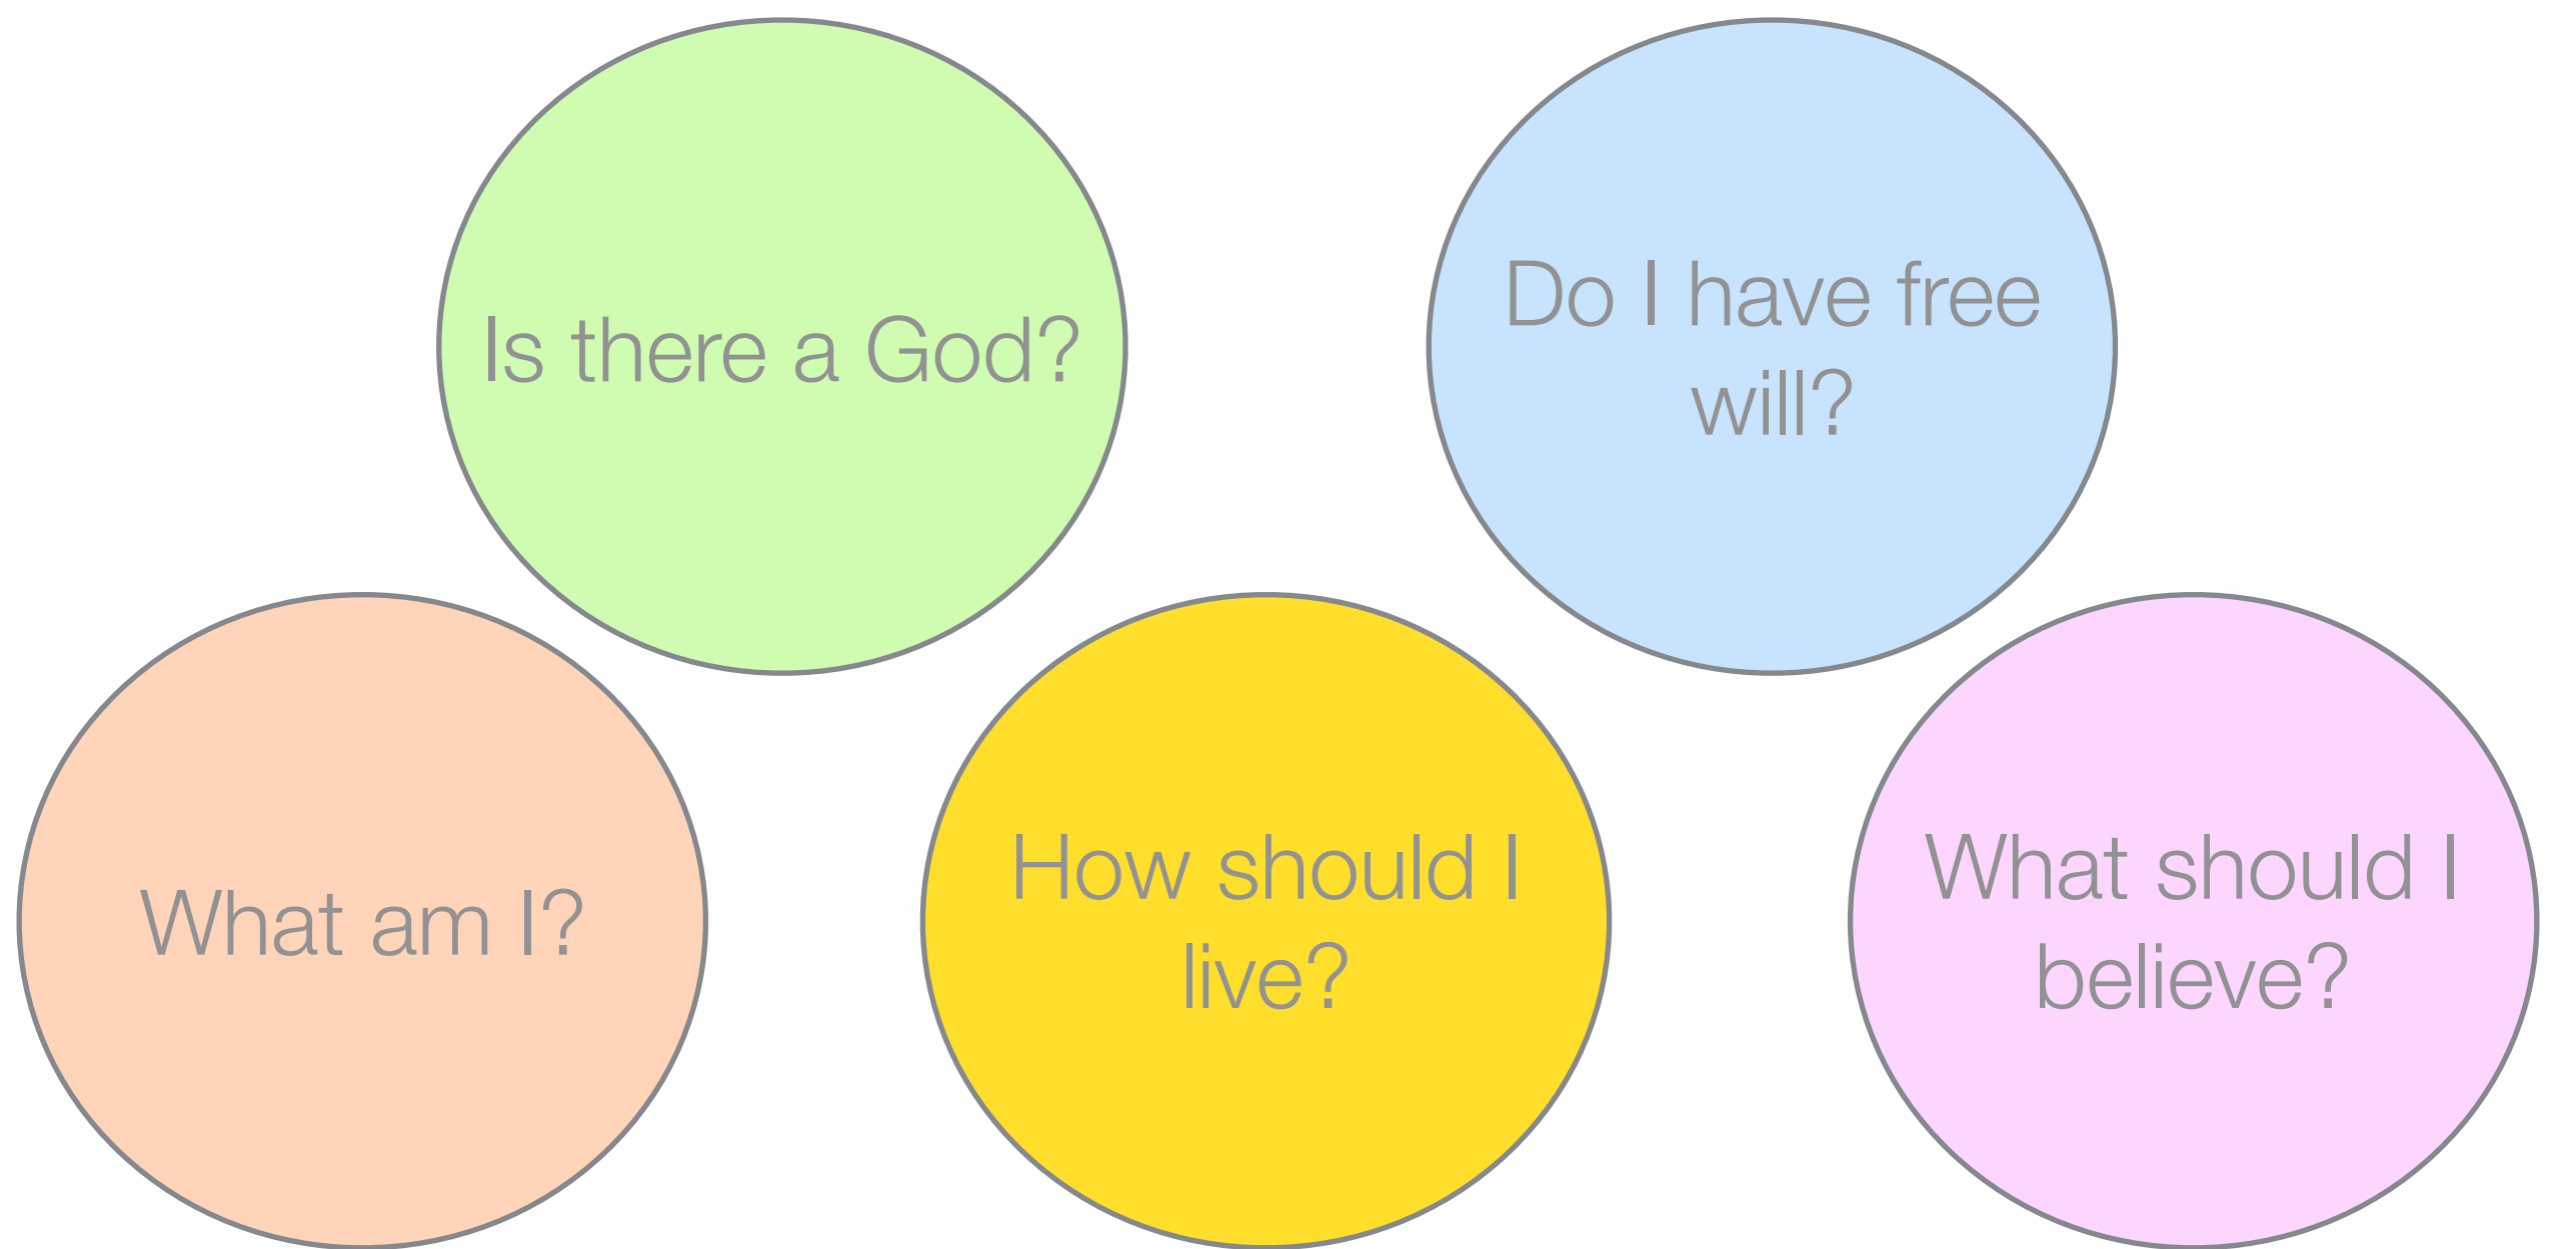 Is there a God?
Do I have free
will?
What am I?
How should I
live?
What should I
believe?